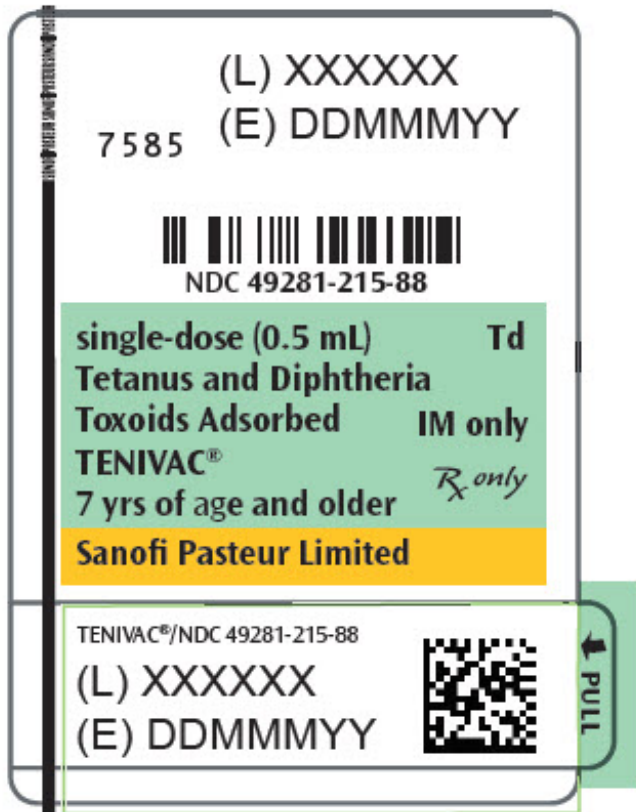 (L) XXXXXX
7585 (E) DDMMMYY
NDC 49281-215-88
single-dose (0.5 mL) Td
Tetanus and Diphtheria
Toxoids Adsorbed IM only
TENIVAC®
7 yrs of age and older ℞ only
Sanofi Pasteur Limited
TENIVAC®/NDC 49281-215-88
(L) XXXXXX
(E) DDMMMYY
PULL